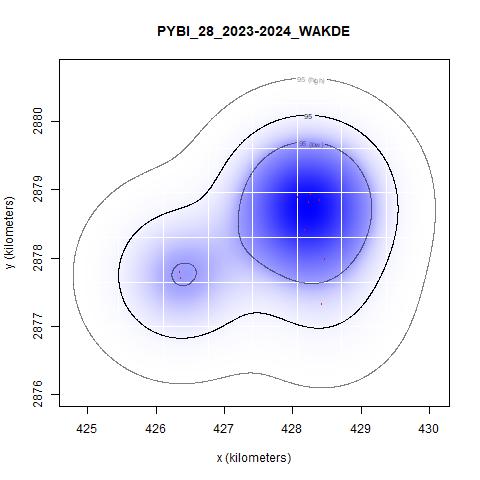 PYBI_28_2023-2024_WAKDE
95 (high)
95
95 (low)
2880
2879
2878
2877
2876
y (kilometers)
425 426 427 428 429 430
x (kilometers)